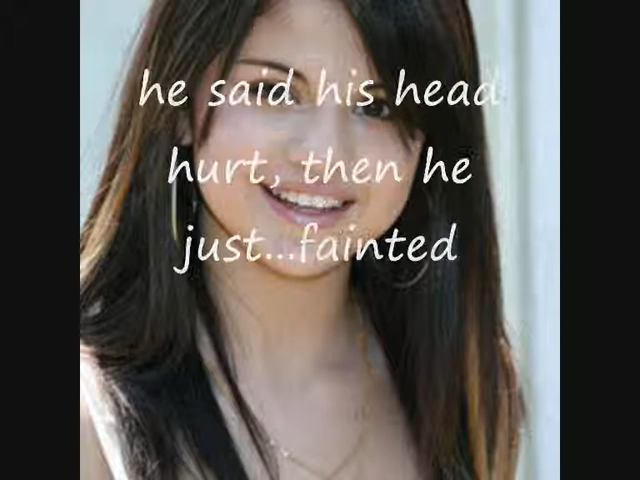 he said his head
hurt, then he
just...fainted